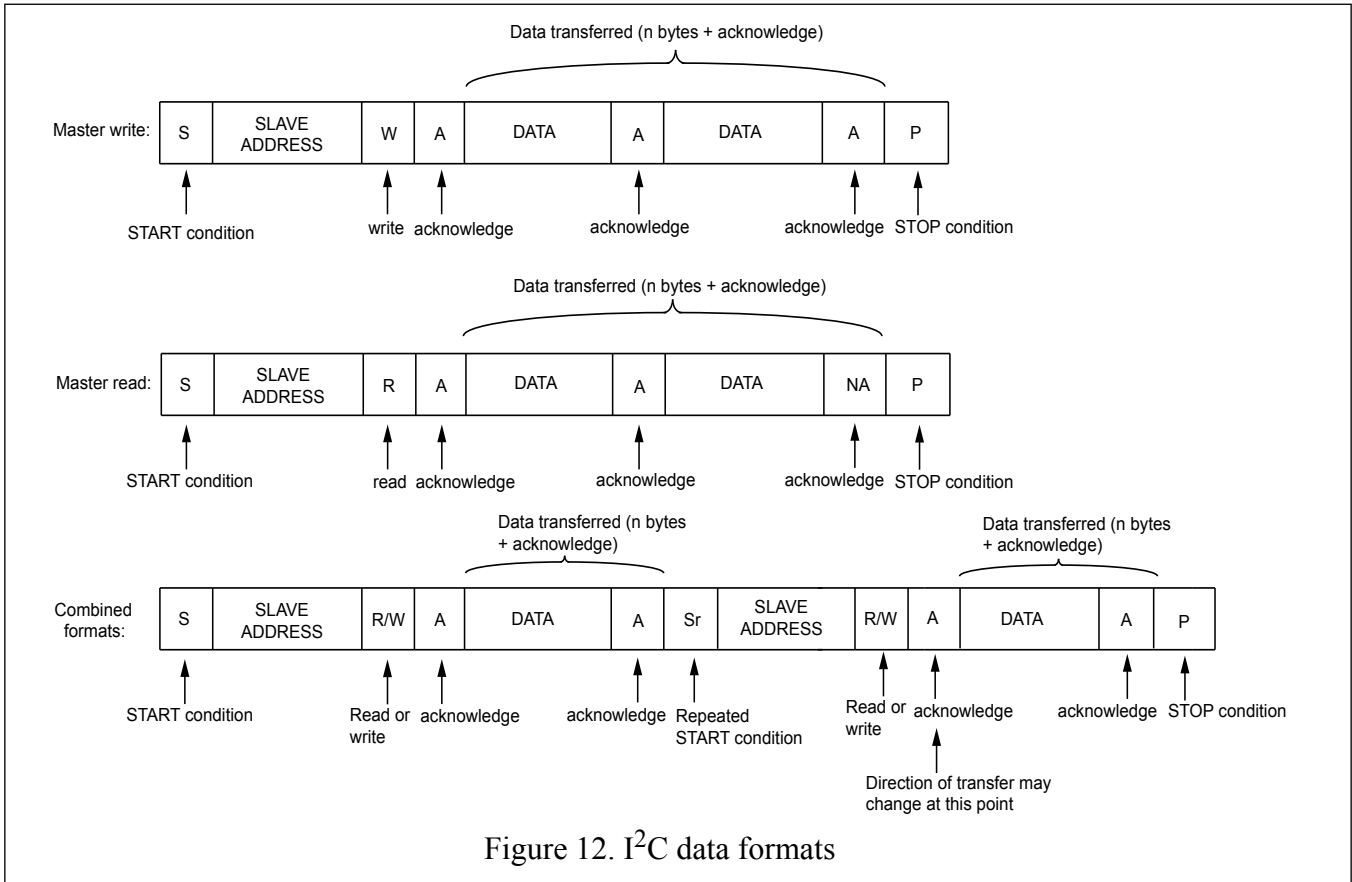 Data transferred (n bytes + acknowledge)
Master write: S SLAVE ADDRESS W A DATA A DATA A P
START condition write acknowledge acknowledge acknowledge STOP condition
Data transferred (n bytes + acknowledge)
Master read: S SLAVE ADDRESS R A DATA A DATA NA P
START condition read acknowledge acknowledge acknowledge STOP condition
Data transferred (n bytes
+ acknowledge)
Data transferred (n bytes
+ acknowledge)
Combined
formats:
S SLAVE ADDRESS R/W A DATA A Sr SLAVE ADDRESS R/W A DATA A P
START condition
Read or
write
acknowledge
acknowledge
Repeated
START condition
Read or
write
acknowledge
acknowledge
STOP condition
Direction of transfer may
change at this point
Figure 12. I²C data formats